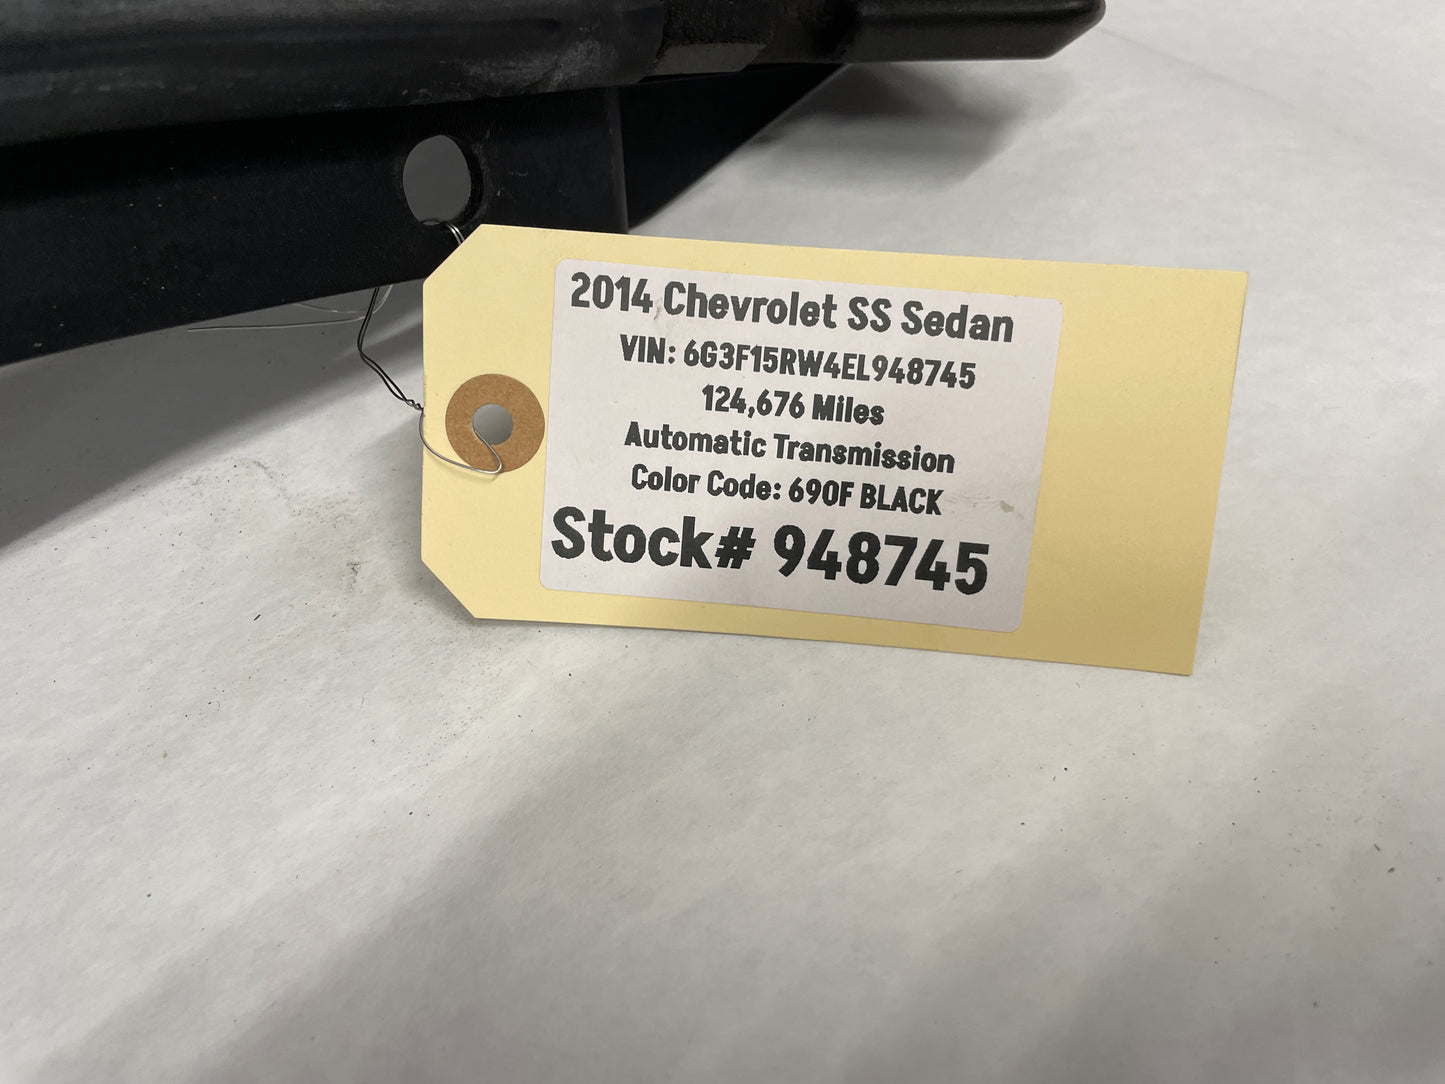 2014 Chevrolet SS Sedan
VIN: 6G3F15RW4EL948745
124,676 Miles
Automatic Transmission
Color Code: 690F BLACK
Stock# 948745